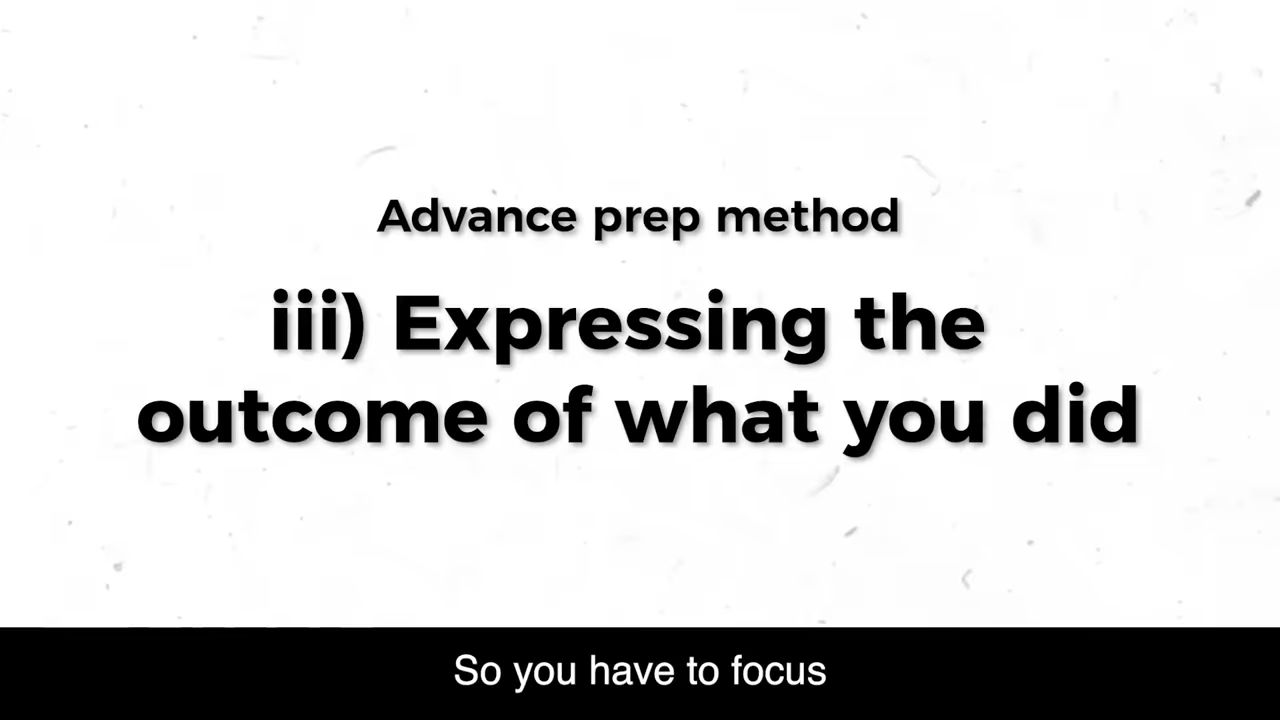 Advance prep method
iii) Expressing the
outcome of what you did
So you have to focus